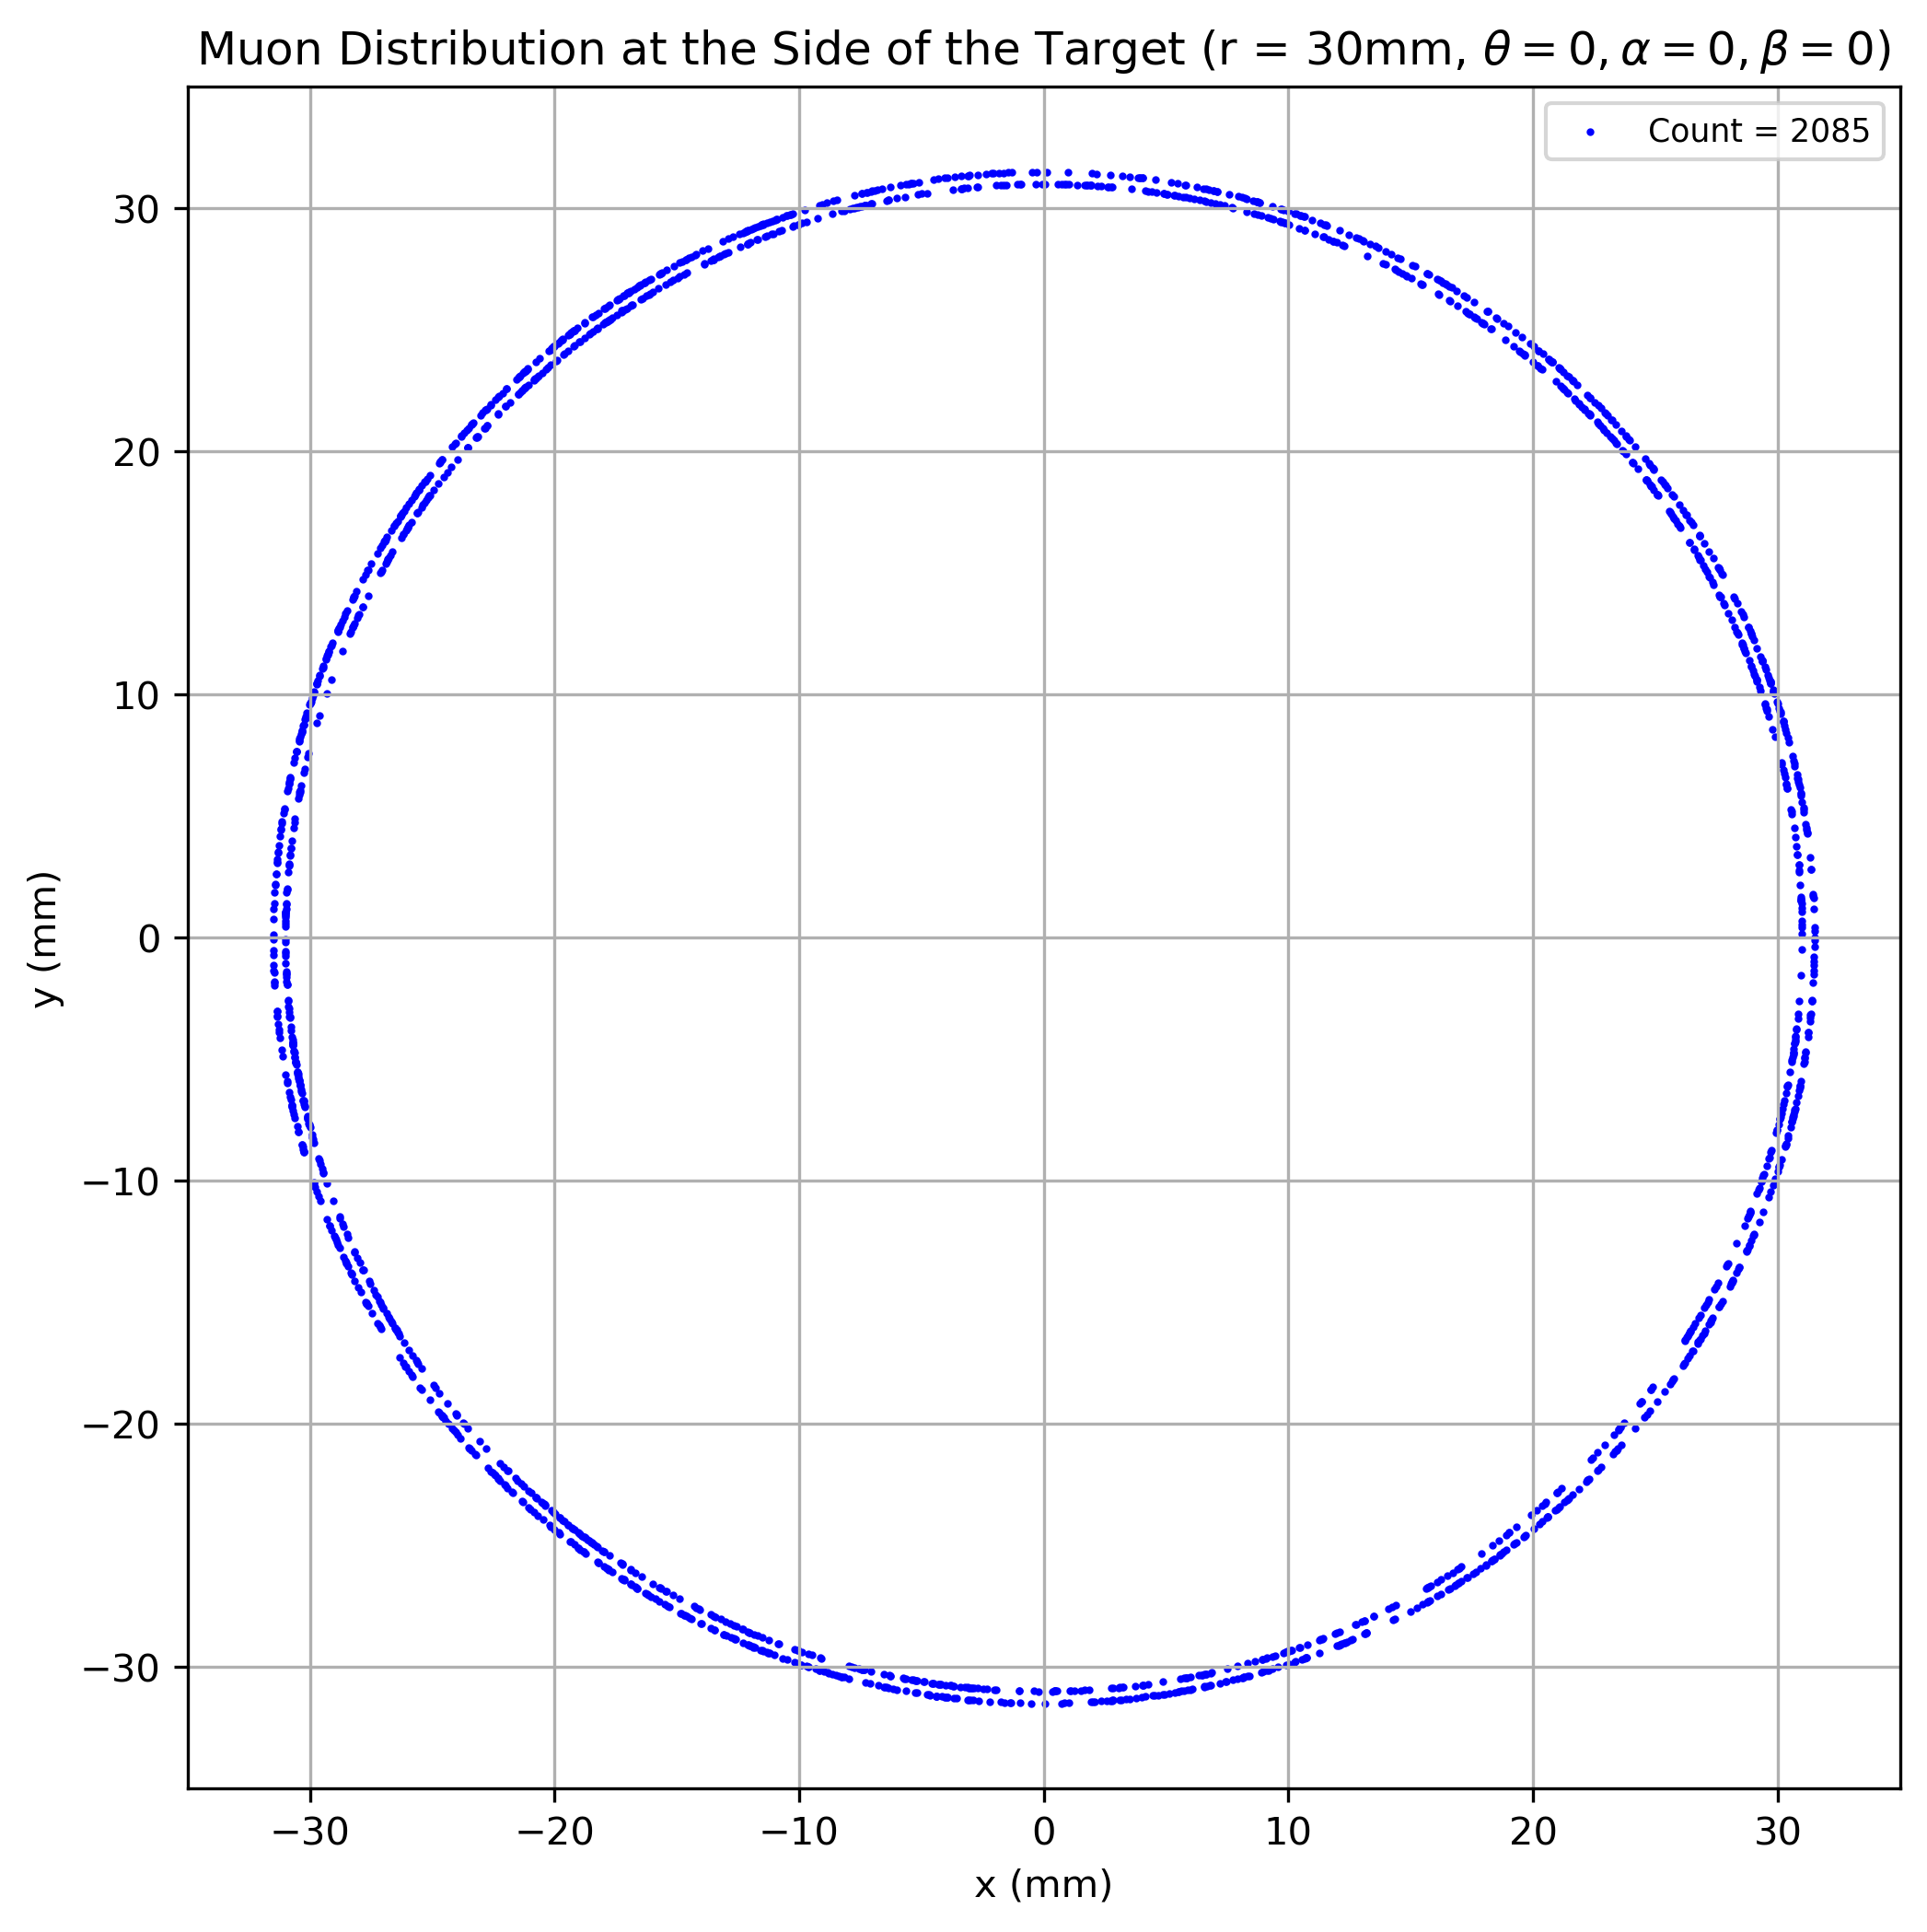 Muon Distribution at the Side of the Target (r = 30mm, θ = 0, α = 0, β = 0)
Count = 2085
30
20
10
0
−10
−20
−30
y (mm)
−30 −20 −10 0 10 20 30
x (mm)